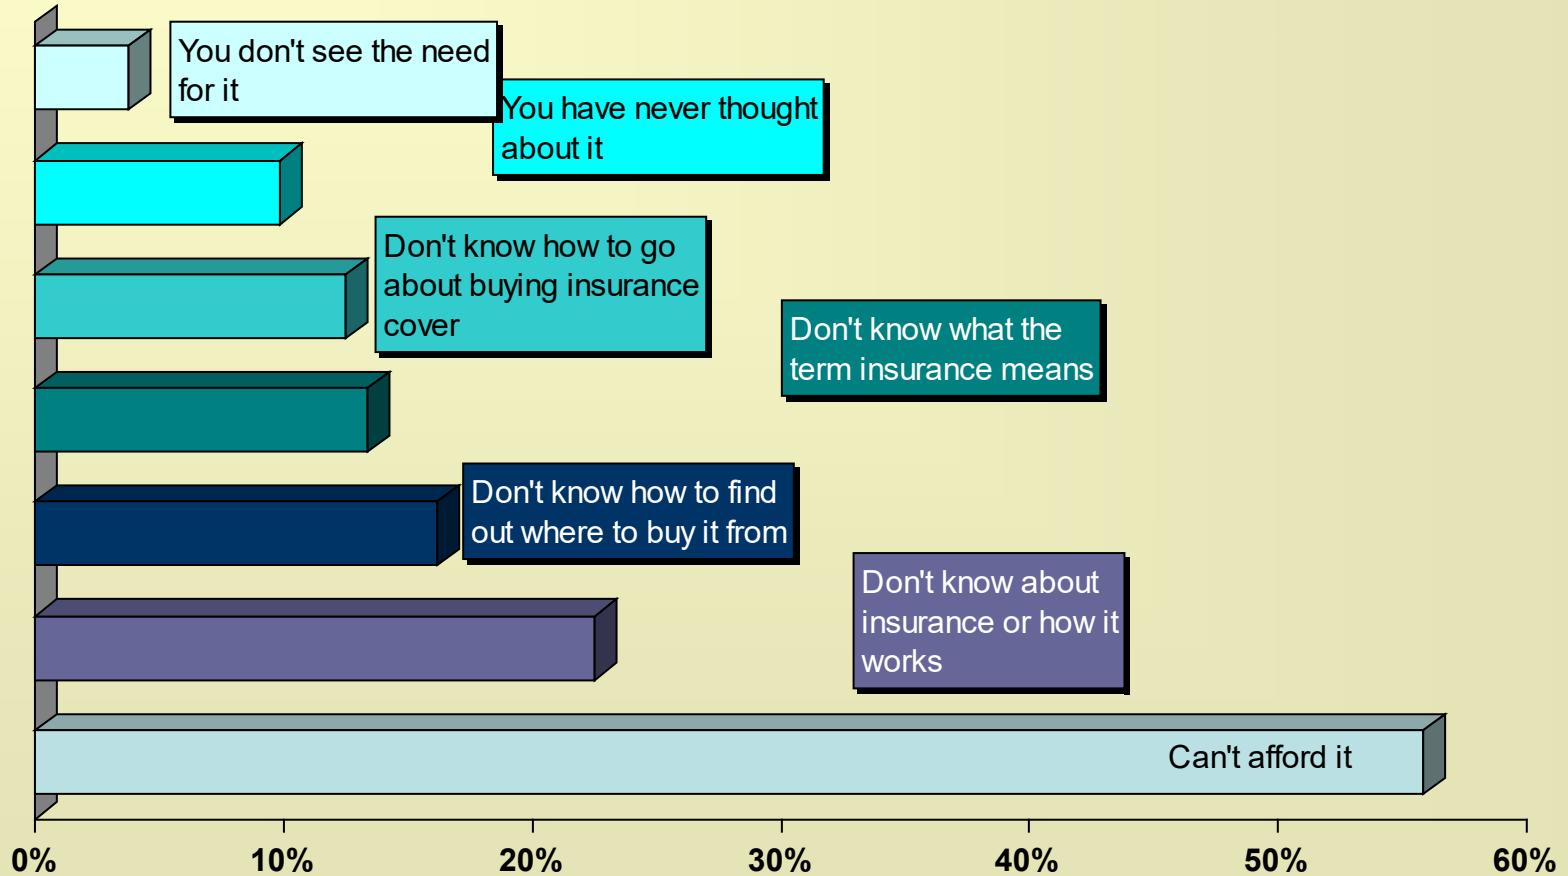 You don't see the need
for it
You have never thought
about it
Don't know how to go
about buying insurance
cover
Don't know what the
term insurance means
Don't know how to find
out where to buy it from
Don't know about
insurance or how it
works
Can't afford it
0% 10% 20% 30% 40% 50% 60%